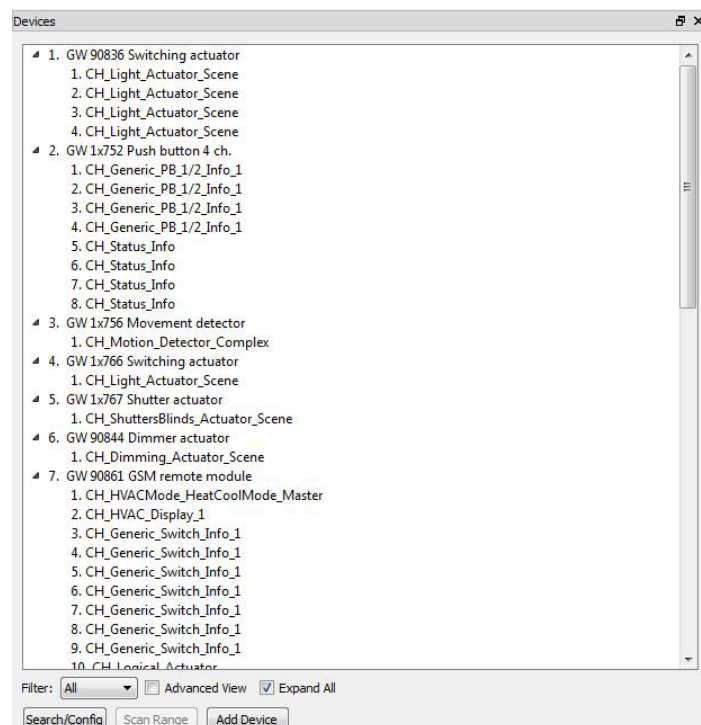 Devices
1. GW 90836 Switching actuator
1. CH_Light_Actuator_Scene
2. CH_Light_Actuator_Scene
3. CH_Light_Actuator_Scene
4. CH_Light_Actuator_Scene
2. GW 1x752 Push button 4 ch.
1. CH_Generic_PB_1/2_Info_1
2. CH_Generic_PB_1/2_Info_1
3. CH_Generic_PB_1/2_Info_1
4. CH_Generic_PB_1/2_Info_1
5. CH_Status_Info
6. CH_Status_Info
7. CH_Status_Info
8. CH_Status_Info
3. GW 1x756 Movement detector
1. CH_Motion_Detector_Complex
4. GW 1x766 Switching actuator
1. CH_Light_Actuator_Scene
5. GW 1x767 Shutter actuator
1. CH_ShuttersBlinds_Actuator_Scene
6. GW 90844 Dimmer actuator
1. CH_Dimming_Actuator_Scene
7. GW 90861 GSM remote module
1. CH_HVACMode_HeatCoolMode_Master
2. CH_HVAC_Display_1
3. CH_Generic_Switch_Info_1
4. CH_Generic_Switch_Info_1
5. CH_Generic_Switch_Info_1
6. CH_Generic_Switch_Info_1
7. CH_Generic_Switch_Info_1
8. CH_Generic_Switch_Info_1
9. CH_Generic_Switch_Info_1
10. CH_Logical_Actuator
Filter: All Advanced View Expand All
Search/Config Scan Range Add Device